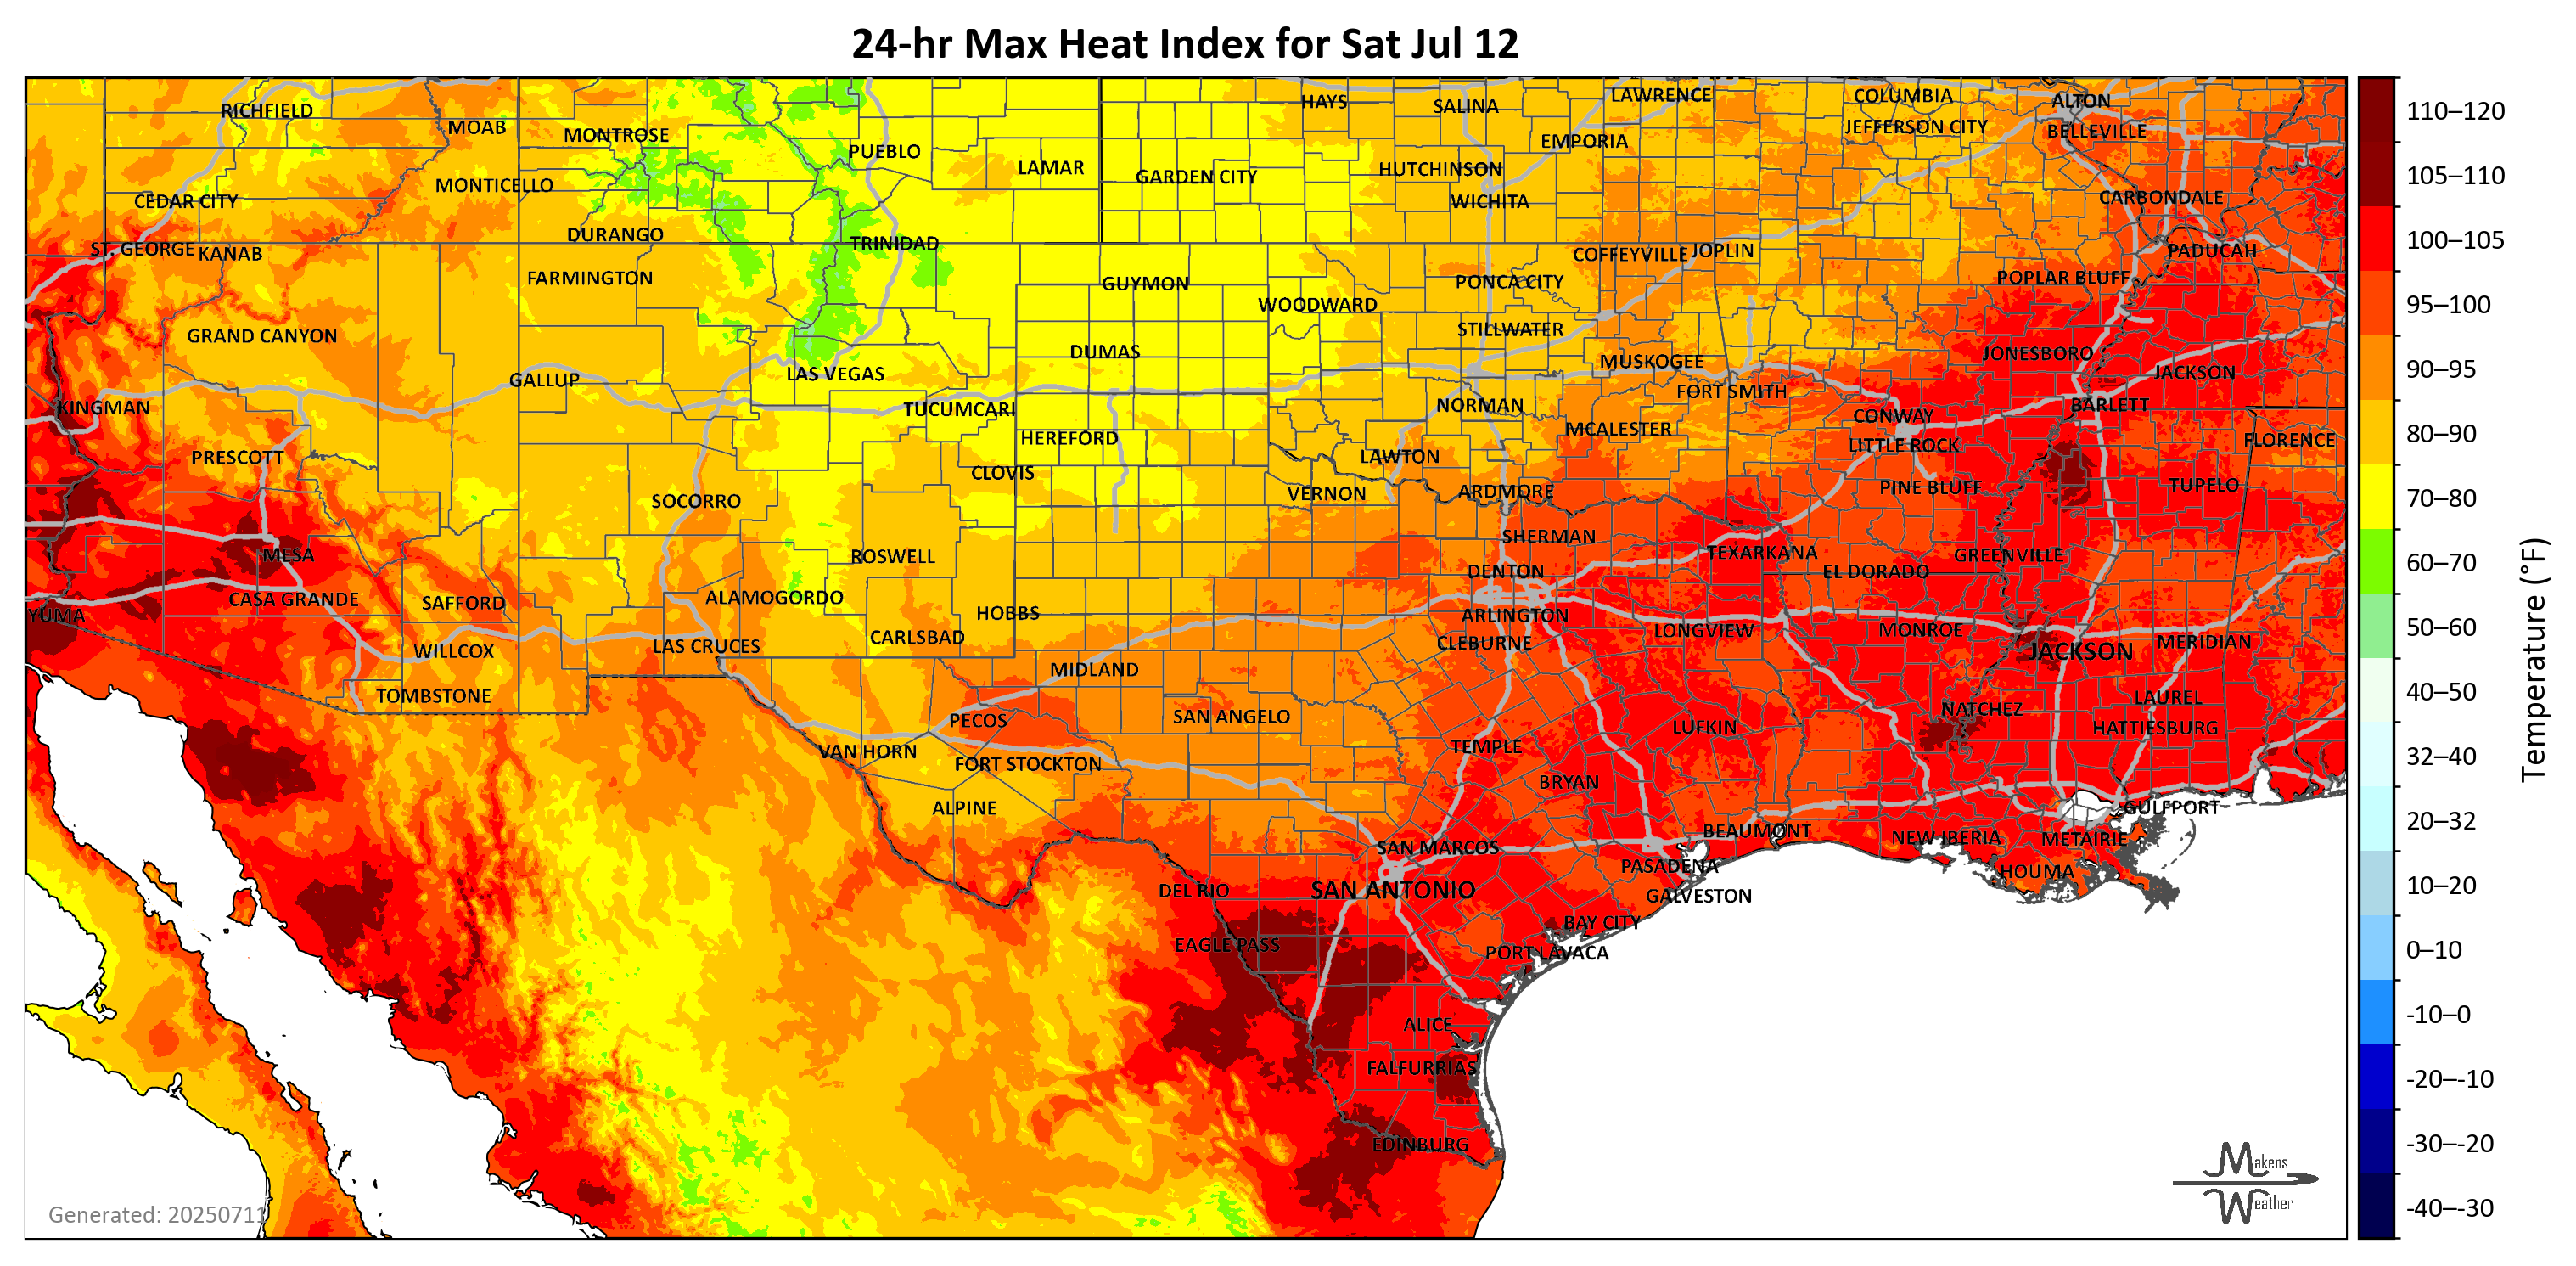 24-hr Max Heat Index for Sat Jul 12
RICHFIELD
MOAB
MONTROSE
PUEBLO
LAMAR
HAYS
SALINA
LAWRENCE
COLUMBIA
ALTON
JEFFERSON CITY
BELLEVILLE
EMPORIA
HUTCHINSON
GARDEN CITY
MONTICELLO
CEDAR CITY
WICHITA
CARBONDALE
DURANGO
TRINIDAD
ST. GEORGE
KANAB
COFFEYVILLE
JOPLIN
PADUCAH
FARMINGTON
GUYMON
PONCA CITY
POPLAR BLUFF
WOODWARD
STILLWATER
GRAND CANYON
DUMAS
MUSKOGEE
JONESBORO
JACKSON
GALLUP
LAS VEGAS
FORT SMITH
KINGMAN
TUCUMCARI
NORMAN
BARLETT
CONWAY
MCALESTER
HEREFORD
LITTLE ROCK
FLORENCE
PRESCOTT
CLOVIS
LAWTON
SOCORRO
VERNON
ARDMORE
PINE BLUFF
TUPELO
SHERMAN
MESA
ROSWELL
TEXARKANA
GREENVILLE
DENTON
EL DORADO
CASA GRANDE
SAFFORD
ALAMOGORDO
HOBBS
YUMA
ARLINGTON
LONGVIEW
MONROE
CARLSBAD
LAS CRUCES
CLEBURNE
WILLCOX
JACKSON
MERIDIAN
MIDLAND
TOMBSTONE
LAUREL
PECOS
SAN ANGELO
NATCHEZ
LUFKIN
HATTIESBURG
VAN HORN
TEMPLE
FORT STOCKTON
BRYAN
ALPINE
GULFPORT
BEAUMONT
NEW IBERIA
METAIRIE
SAN MARCOS
PASADENA
HOUMA
DEL RIO
SAN ANTONIO
GALVESTON
BAY CITY
EAGLE PASS
PORT LAVACA
ALICE
FALFURRIAS
EDINBURG
Generated: 20250711
Makens
Weather
110–120
105–110
100–105
95–100
90–95
80–90
70–80
60–70
50–60
40–50
32–40
20–32
10–20
0–10
-10–0
-20–-10
-30–-20
-40–-30
Temperature (°F)